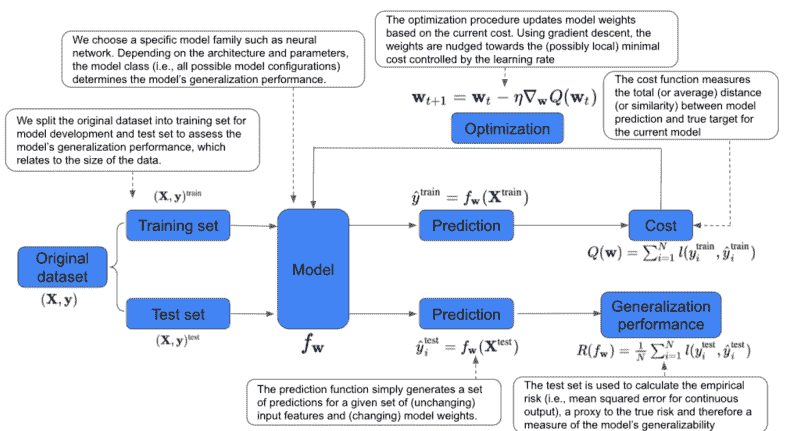 The optimization procedure updates model weights
based on the current cost. Using gradient descent, the
weights are nudged towards the (possibly local) minimal
cost controlled by the learning rate
We choose a specific model family such as neural
network. Depending on the architecture and parameters,
the model class (i.e., all possible model configurations)
determines the model's generalization performance.
The cost function measures
the total (or average) distance
(or similarity) between model
prediction and true target for
the current model
𝐰ₜ₊₁ = 𝐰ₜ − η∇_𝐰Q(𝐰ₜ)
Optimization
We split the original dataset into training set for
model development and test set to assess the
model's generalization performance, which
relates to the size of the data.
(𝐗, 𝐲)^train
ŷ^train = f_𝐰(𝐗^train)
Training set
Prediction
Cost
Q(𝐰) = ∑_{i=1}^N l(y_i^train, ŷ_i^train)
Original
dataset
(𝐗, 𝐲)
Model
Test set
Prediction
Generalization
performance
(𝐗, 𝐲)^test
f_𝐰
ŷ_i^test = f_𝐰(𝐗^test)
R(f_𝐰) = 1/N ∑_{i=1}^N l(y_i^test, ŷ_i^test)
The prediction function simply generates a set
of predictions for a given set of (unchanging)
input features and (changing) model weights.
The test set is used to calculate the empirical
risk (i.e., mean squared error for continuous
output), a proxy to the true risk and therefore a
measure of the model's generalizability